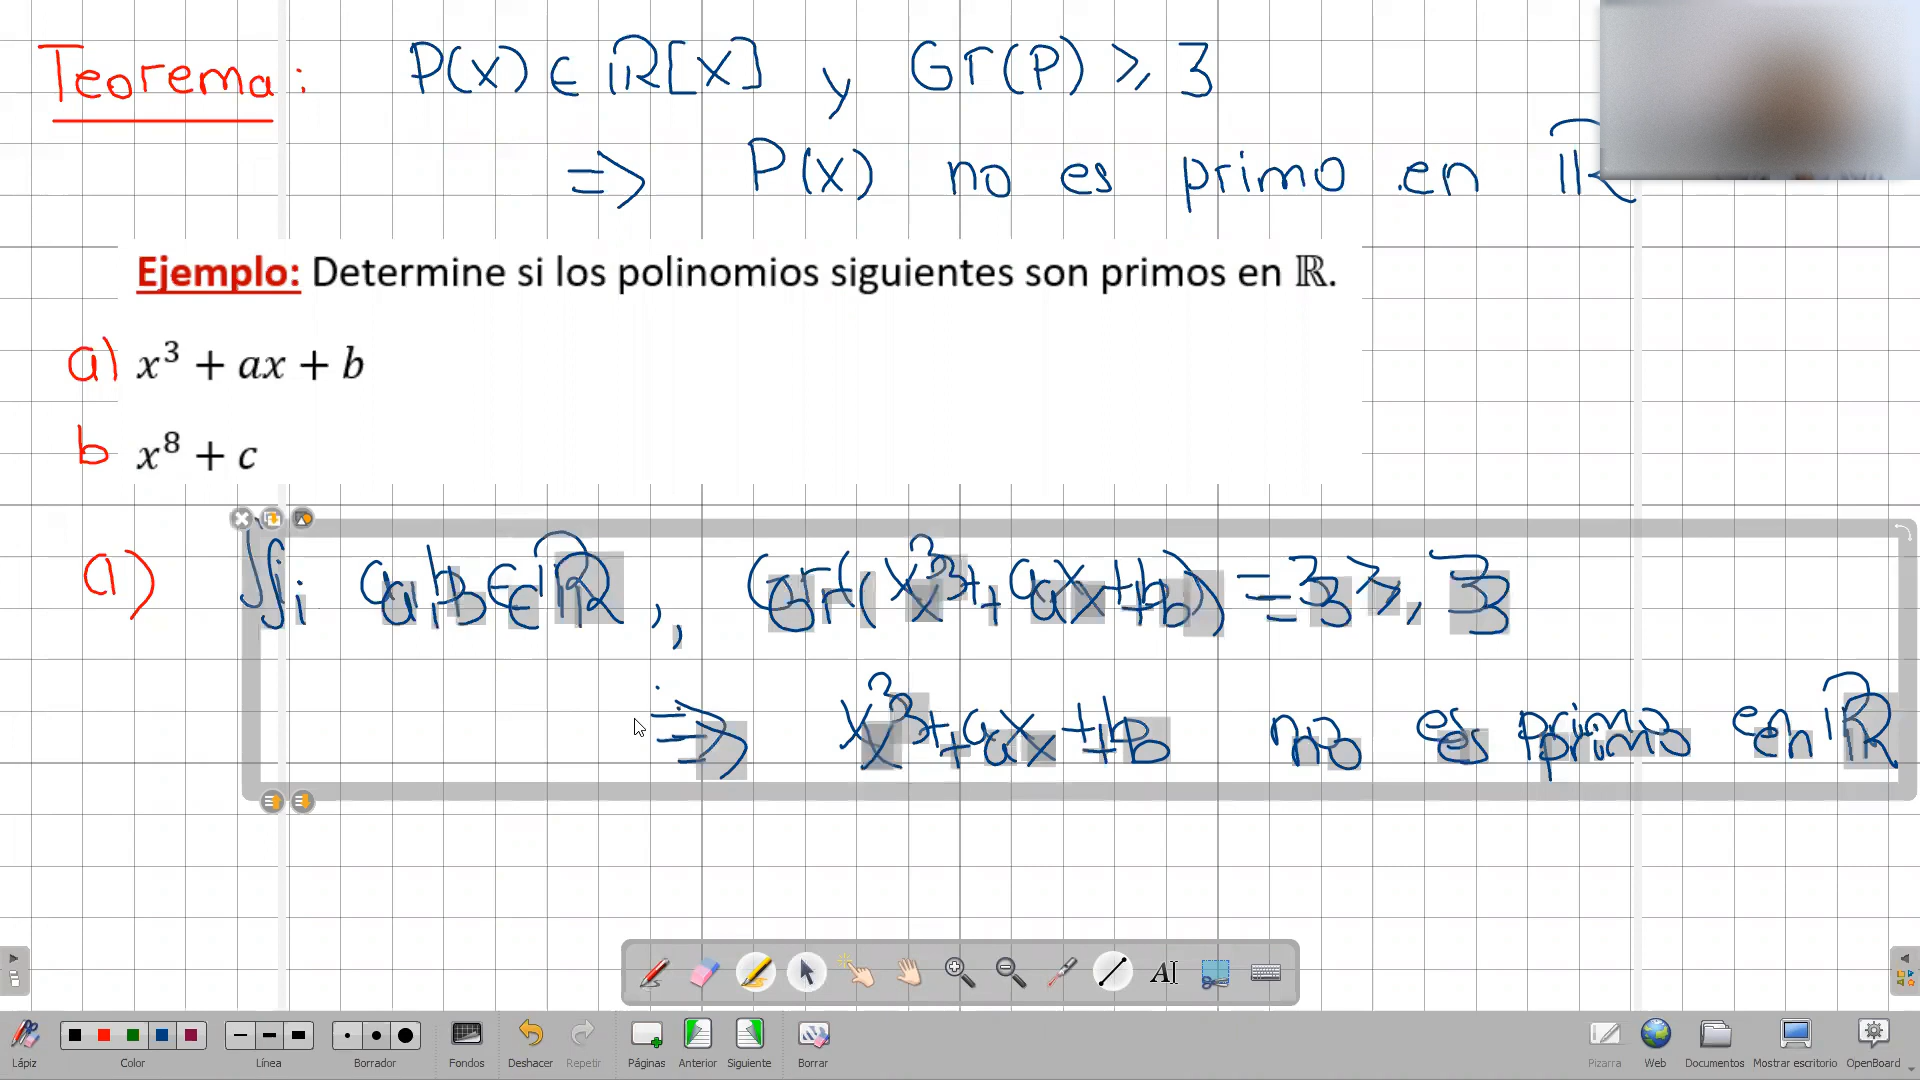 Teorema: P(x) ∈ ℝ[x] y Gr(P) ≥ 3
=> P(x) no es primo en ℝ
Ejemplo: Determine si los polinomios siguientes son primos en ℝ.
a) x³ + ax + b
b x⁸ + c
a) Si a,b ∈ ℝ, Gr(x³+ax+b) = 3 ≥ 3
=> x³+ax+b no es primo en ℝ
Lápiz Color Línea Borrador Fondos Deshacer Repetir Páginas Anterior Siguiente Borrar Pizarra Web Documentos Mostrar escritorio OpenBoard